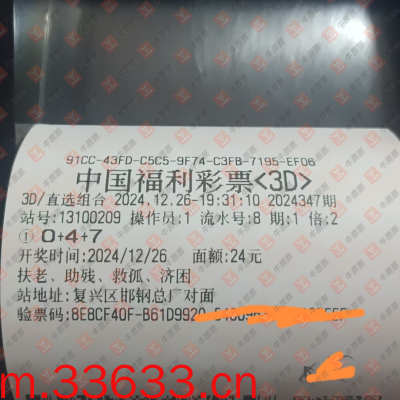 91CC-43FD-C5C5-9F74-C3FB-7195-EF06
中国福利彩票<3D>
3D/直选组合 2024.12.26-19:31:10 2024347期
站号:13100209 操作员:1 流水号:8 期:1 倍:2
① 0+4+7
开奖时间:2024/12/26 面额:24元
扶老、助残、救孤、济困
站地址:复兴区邯钢总厂对面
验票码:8E8CF40F-B61D9920-
m.33633.cn